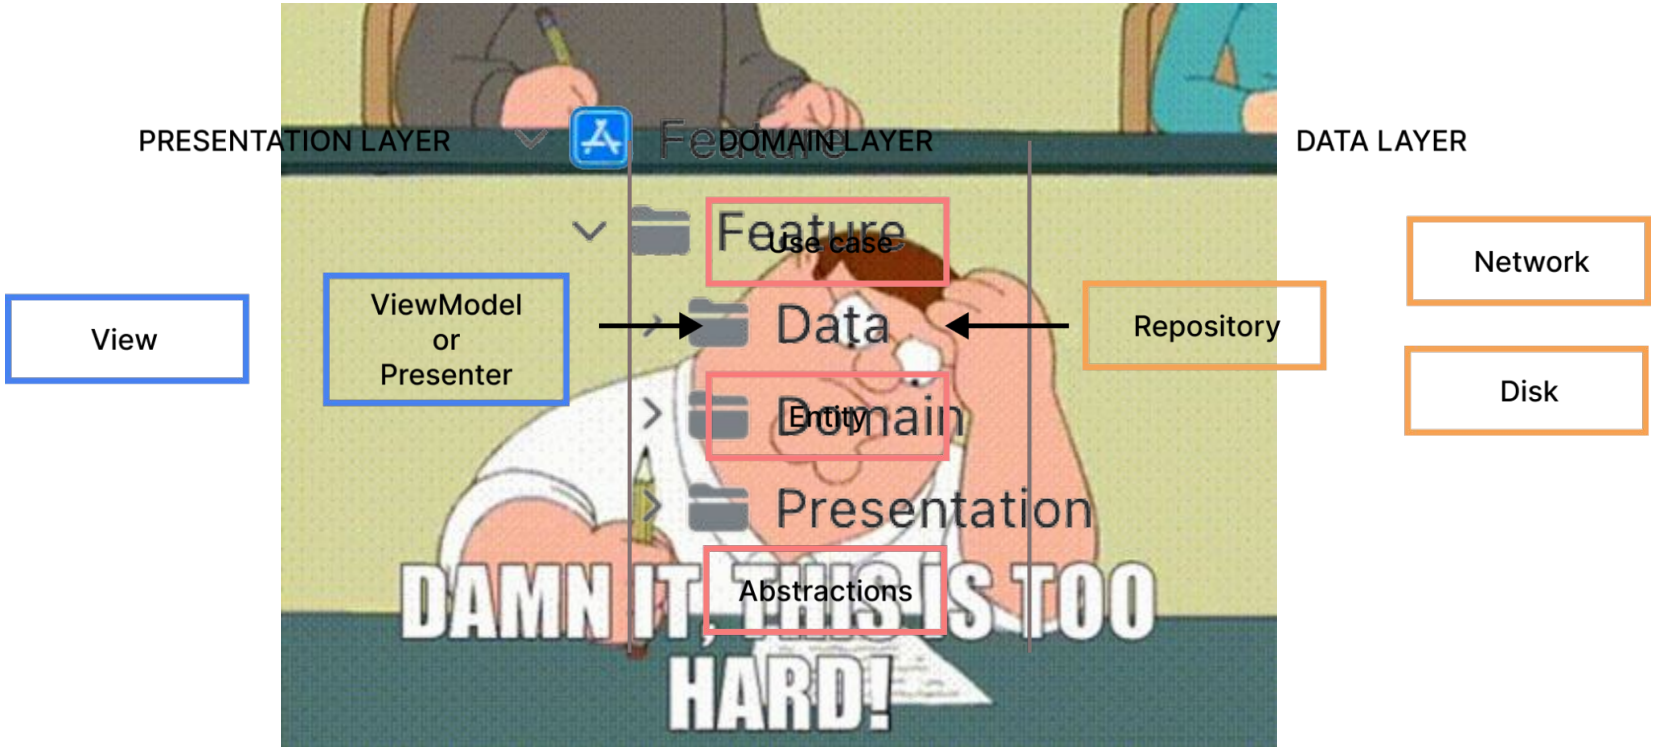 PRESENTATION LAYER
Feature
DOMAIN LAYER
DATA LAYER
Feature
Use case
Network
View
ViewModel
or
Presenter
Data
Repository
Disk
Domain
Entity
Presentation
Abstractions
DAMN IT, THIS IS TOO
HARD!